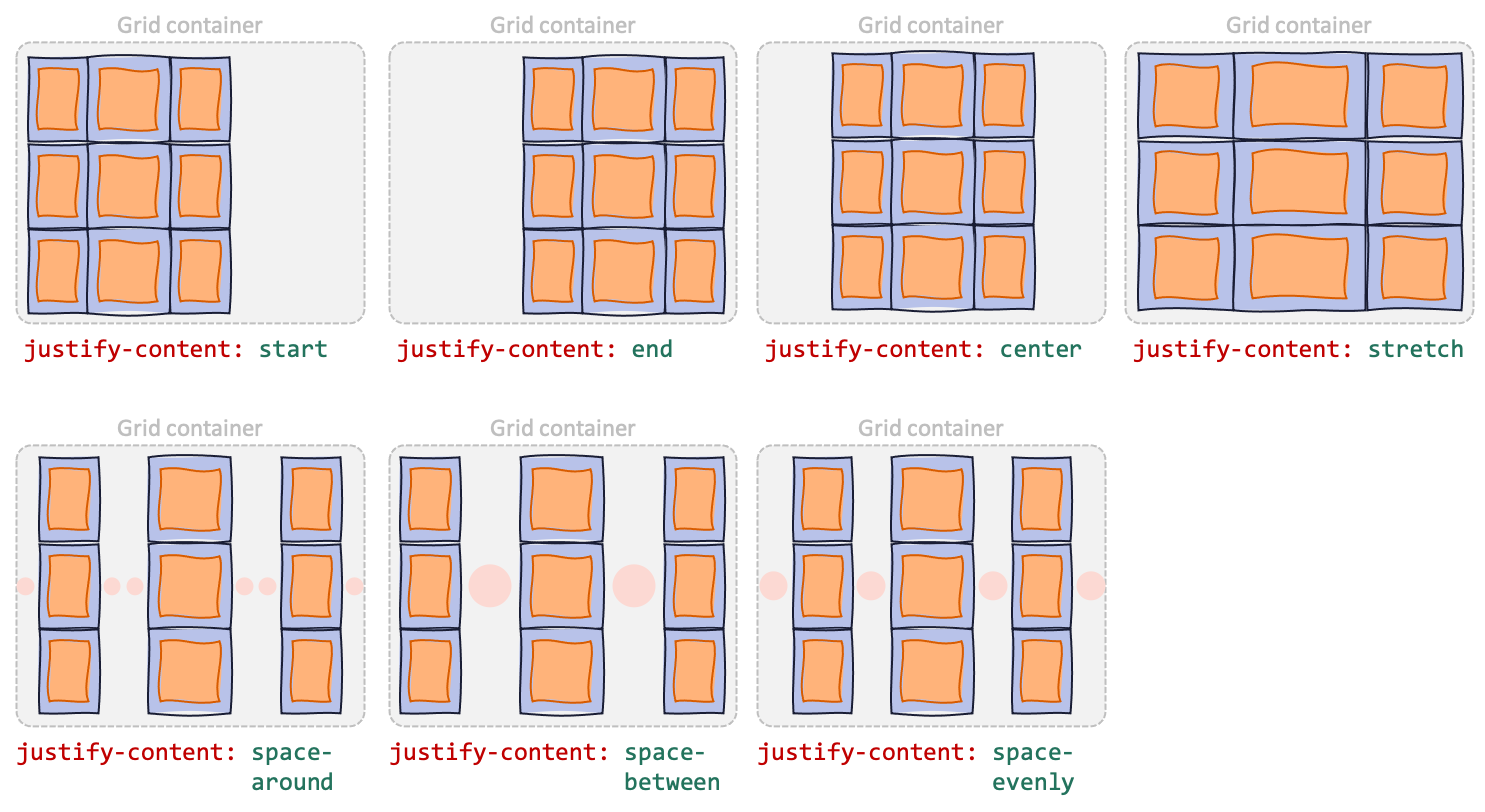 Grid container
Grid container
Grid container
Grid container
justify-content: start
justify-content: end
justify-content: center
justify-content: stretch
Grid container
Grid container
Grid container
justify-content: space-
around
justify-content: space-
between
justify-content: space-
evenly